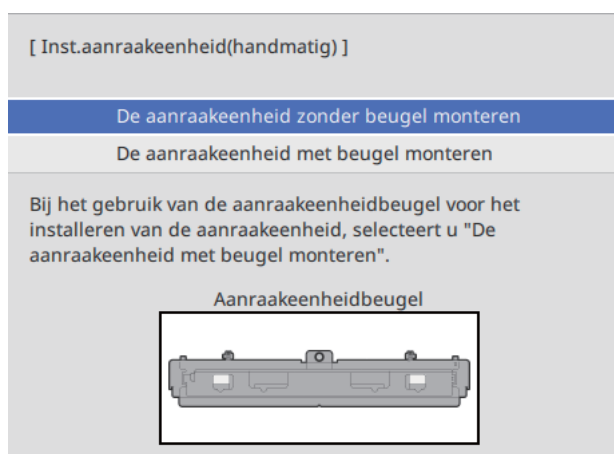 [ Inst.aanraakeenheid(handmatig) ]
De aanraakeenheid zonder beugel monteren
De aanraakeenheid met beugel monteren
Bij het gebruik van de aanraakeenheidbeugel voor het
installeren van de aanraakeenheid, selecteert u "De
aanraakeenheid met beugel monteren".
Aanraakeenheidbeugel